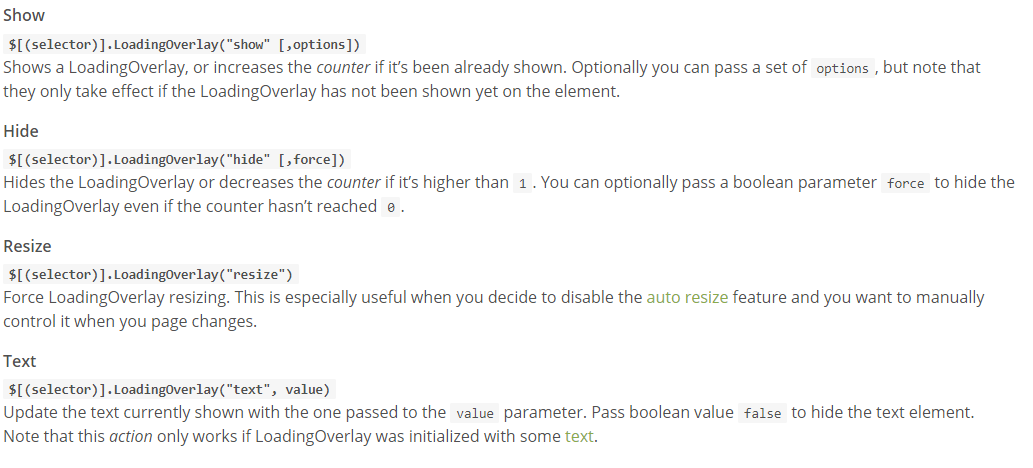 Show
$[(selector)].LoadingOverlay("show" [,options])
Shows a LoadingOverlay, or increases the counter if it’s been already shown. Optionally you can pass a set of options , but note that
they only take effect if the LoadingOverlay has not been shown yet on the element.
Hide
$[(selector)].LoadingOverlay("hide" [,force])
Hides the LoadingOverlay or decreases the counter if it’s higher than 1 . You can optionally pass a boolean parameter force to hide the
LoadingOverlay even if the counter hasn’t reached 0 .
Resize
$[(selector)].LoadingOverlay("resize")
Force LoadingOverlay resizing. This is especially useful when you decide to disable the auto resize feature and you want to manually
control it when you page changes.
Text
$[(selector)].LoadingOverlay("text", value)
Update the text currently shown with the one passed to the value parameter. Pass boolean value false to hide the text element.
Note that this action only works if LoadingOverlay was initialized with some text.